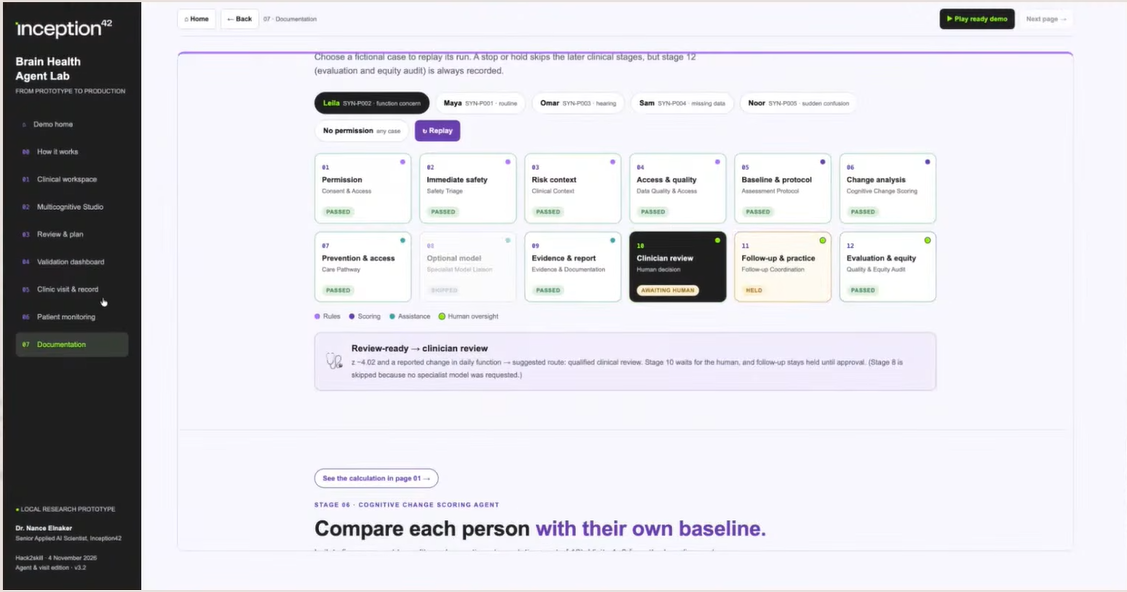 inception42
Brain Health
Agent Lab
FROM PROTOTYPE TO PRODUCTION
Demo home
00 How it works
01 Clinical workspace
02 Multicognitive Studio
03 Review & plan
04 Validation dashboard
05 Clinic visit & record
06 Patient monitoring
07 Documentation
LOCAL RESEARCH PROTOTYPE
Dr. Nance Elnaker
Senior Applied AI Scientist, Inception42
Hack2skill · 4 November 2026
Agent & visit edition · v3.2
Home
← Back
07 · Documentation
▶ Play ready demo
Next page →
Choose a fictional case to replay its run. A stop or hold skips the later clinical stages, but stage 12
(evaluation and equity audit) is always recorded.
Leila SYN-P002 · function concern
Maya SYN-P001 · routine
Omar SYN-P003 · hearing
Sam SYN-P004 · missing data
Noor SYN-P005 · sudden confusion
No permission any case
↻ Replay
01
Permission
Consent & Access
PASSED
02
Immediate safety
Safety Triage
PASSED
03
Risk context
Clinical Context
PASSED
04
Access & quality
Data Quality & Access
PASSED
05
Baseline & protocol
Assessment Protocol
PASSED
06
Change analysis
Cognitive Change Scoring
PASSED
07
Prevention & access
Care Pathway
PASSED
08
Optional model
Specialist Model Liaison
SKIPPED
09
Evidence & report
Evidence & Documentation
PASSED
10
Clinician review
Human decision
AWAITING HUMAN
11
Follow-up & practice
Follow-up Coordination
HELD
12
Evaluation & equity
Quality & Equity Audit
PASSED
Rules
Scoring
Assistance
Human oversight
Review-ready → clinician review
z −4.02 and a reported change in daily function → suggested route: qualified clinical review. Stage 10 waits for the human, and follow-up stays held until approval. (Stage 8 is
skipped because no specialist model was requested.)
See the calculation in page 01 →
STAGE 06 · COGNITIVE CHANGE SCORING AGENT
Compare each person with their own baseline.